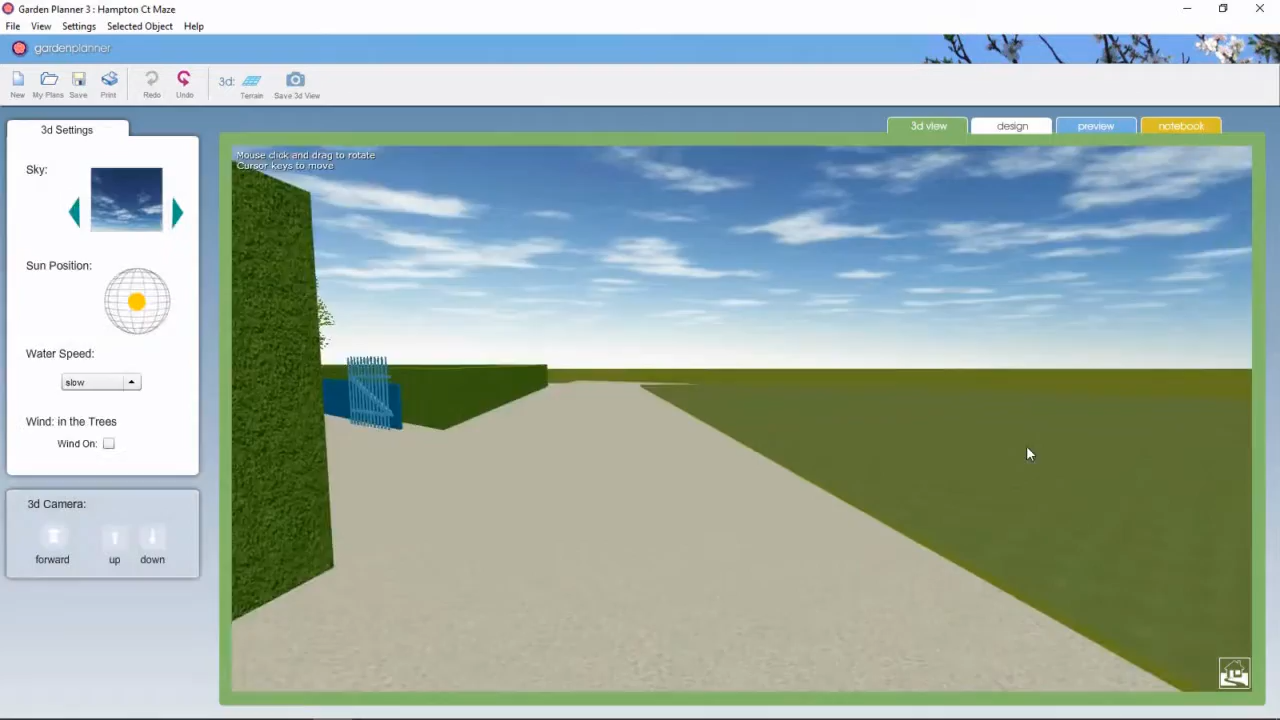 Garden Planner 3 : Hampton Ct Maze
File View Settings Selected Object Help
gardenplanner
New My Plans Save Print Redo Undo 3d: Terrain Save 3d View
3d Settings
3d view design preview notebook
Mouse click and drag to rotate
Cursor keys to move
Sky:
Sun Position:
Water Speed:
slow
Wind: in the Trees
Wind On:
3d Camera:
forward up down